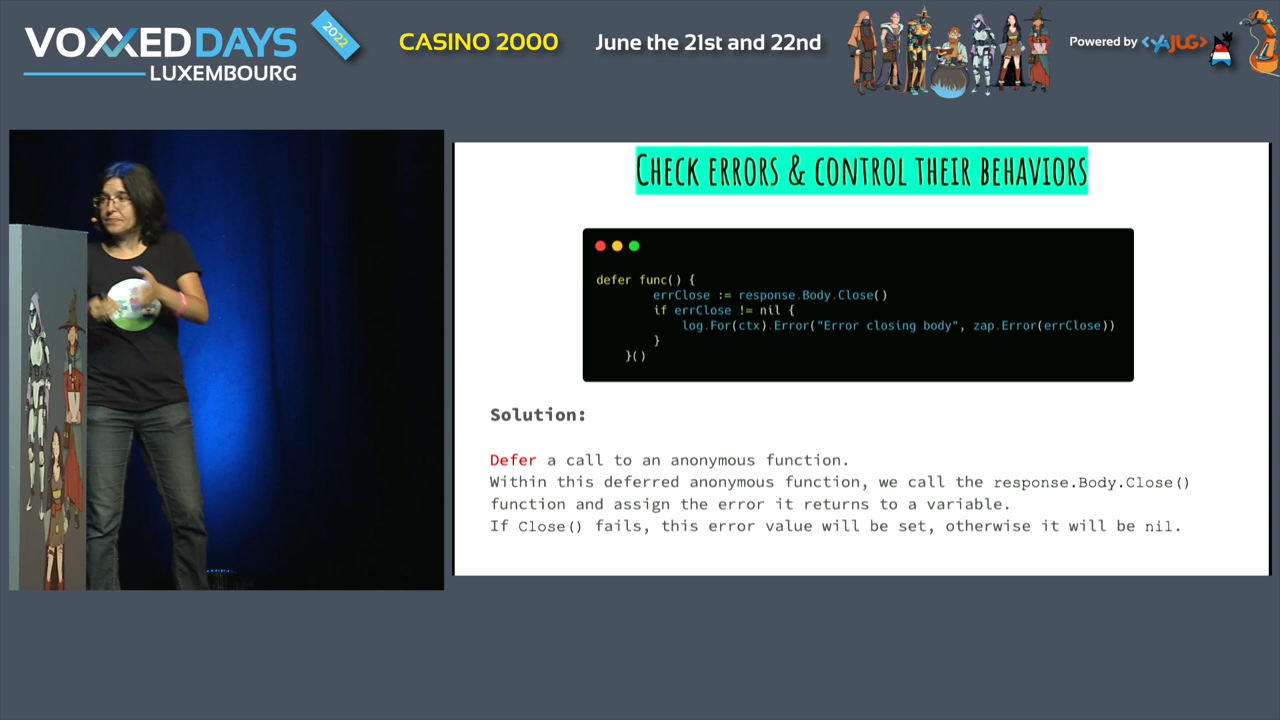 VOXXED DAYS
LUXEMBOURG
2022
CASINO 2000
June the 21st and 22nd
Powered by <YAJUG>
CHECK ERRORS & CONTROL THEIR BEHAVIORS
defer func() {
errClose := response.Body.Close()
if errClose != nil {
log.For(ctx).Error("Error closing body", zap.Error(errClose))
}
}()
Solution:
Defer a call to an anonymous function.
Within this deferred anonymous function, we call the response.Body.Close()
function and assign the error it returns to a variable.
If Close() fails, this error value will be set, otherwise it will be nil.